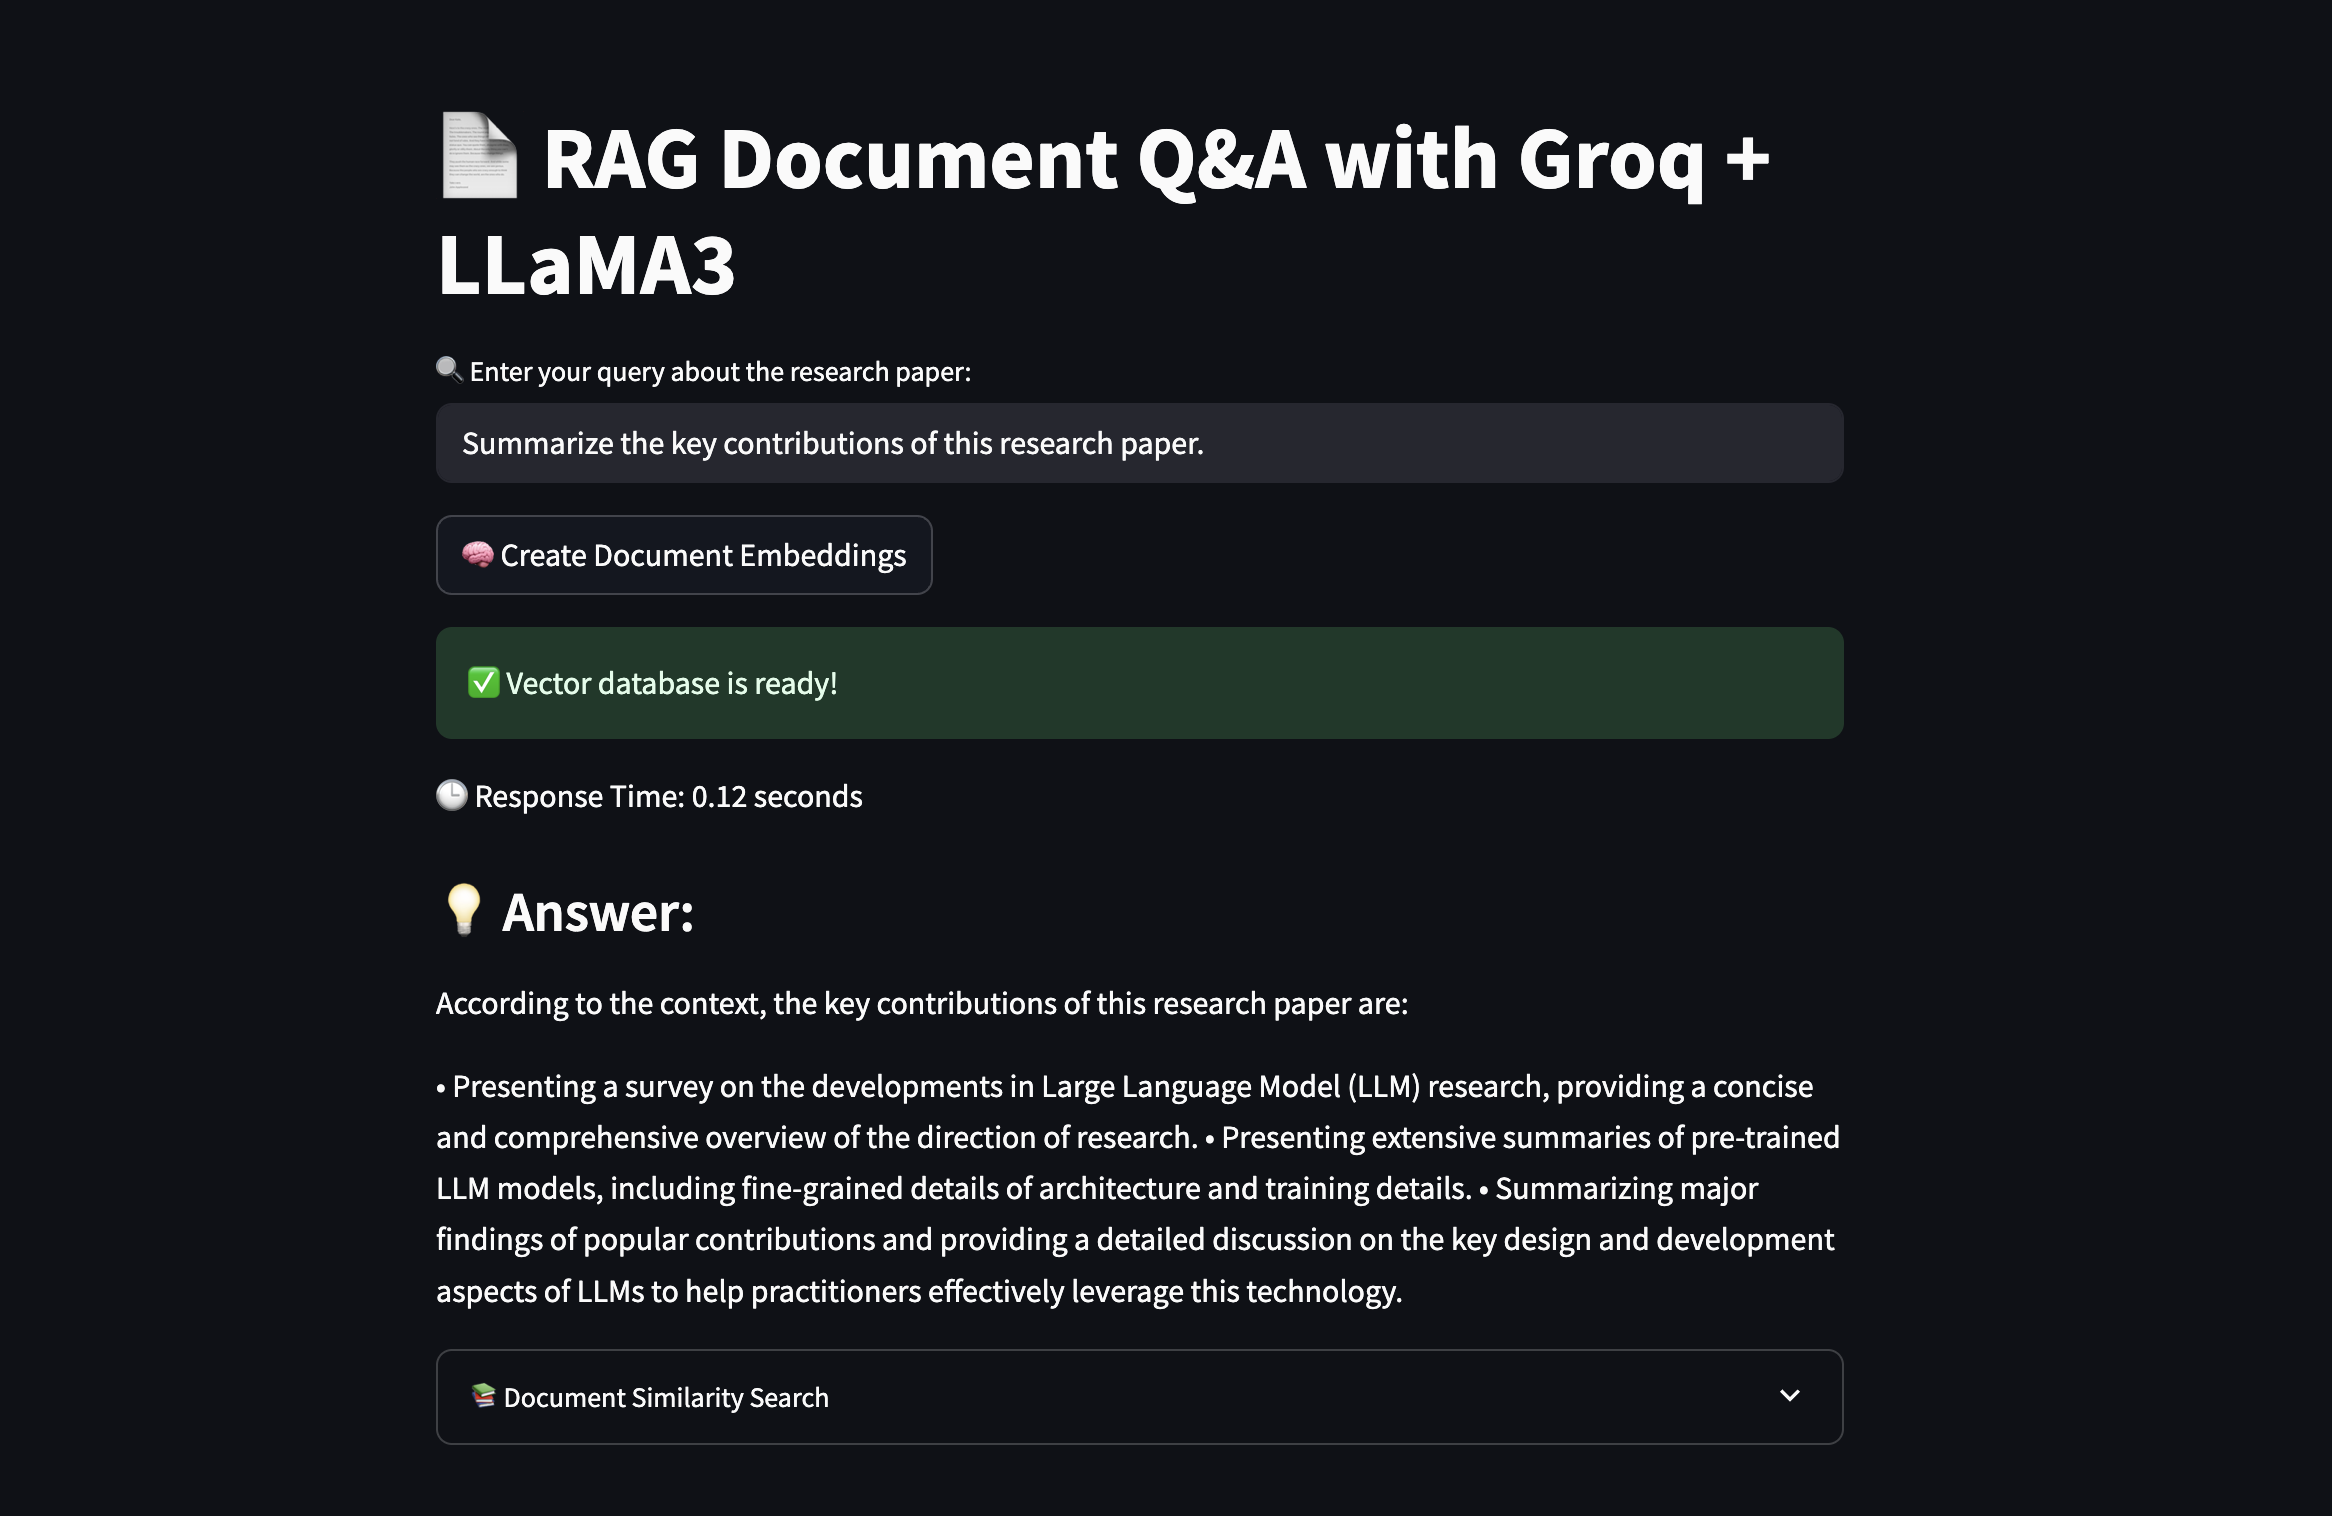 📄 RAG Document Q&A with Groq +
LLaMA3
🔍 Enter your query about the research paper:
Summarize the key contributions of this research paper.
🧠 Create Document Embeddings
✅ Vector database is ready!
🕒 Response Time: 0.12 seconds
💡 Answer:
According to the context, the key contributions of this research paper are:
• Presenting a survey on the developments in Large Language Model (LLM) research, providing a concise
and comprehensive overview of the direction of research. • Presenting extensive summaries of pre-trained
LLM models, including fine-grained details of architecture and training details. • Summarizing major
findings of popular contributions and providing a detailed discussion on the key design and development
aspects of LLMs to help practitioners effectively leverage this technology.
📚 Document Similarity Search